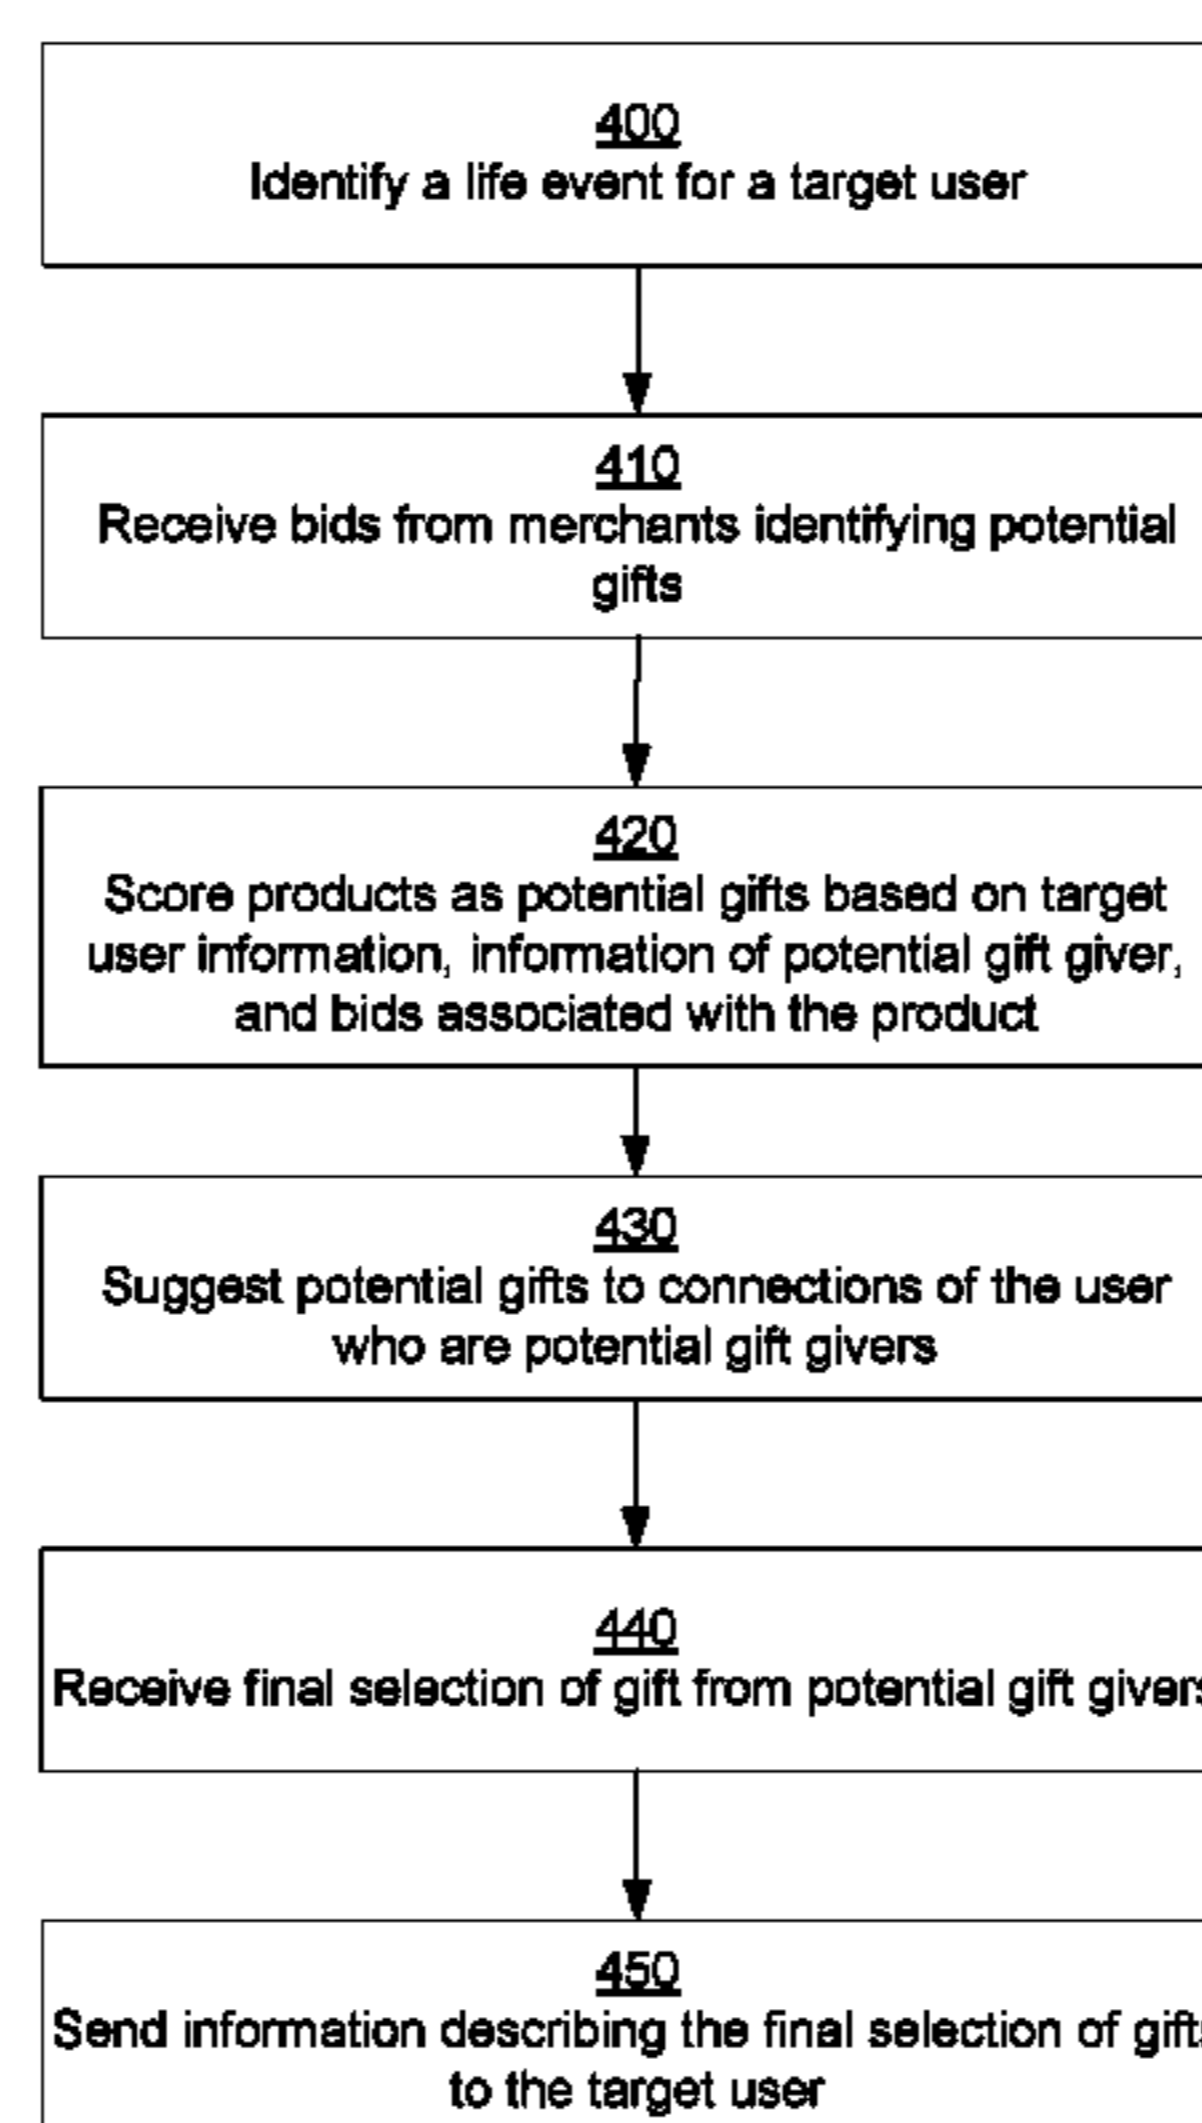 400
Identify a life event for a target user
410
Receive bids from merchants identifying potential
gifts
420
Score products as potential gifts based on target
user information, information of potential gift giver,
and bids associated with the product
430
Suggest potential gifts to connections of the user
who are potential gift givers
440
Receive final selection of gift from potential gift givers
450
Send information describing the final selection of gifts
to the target user